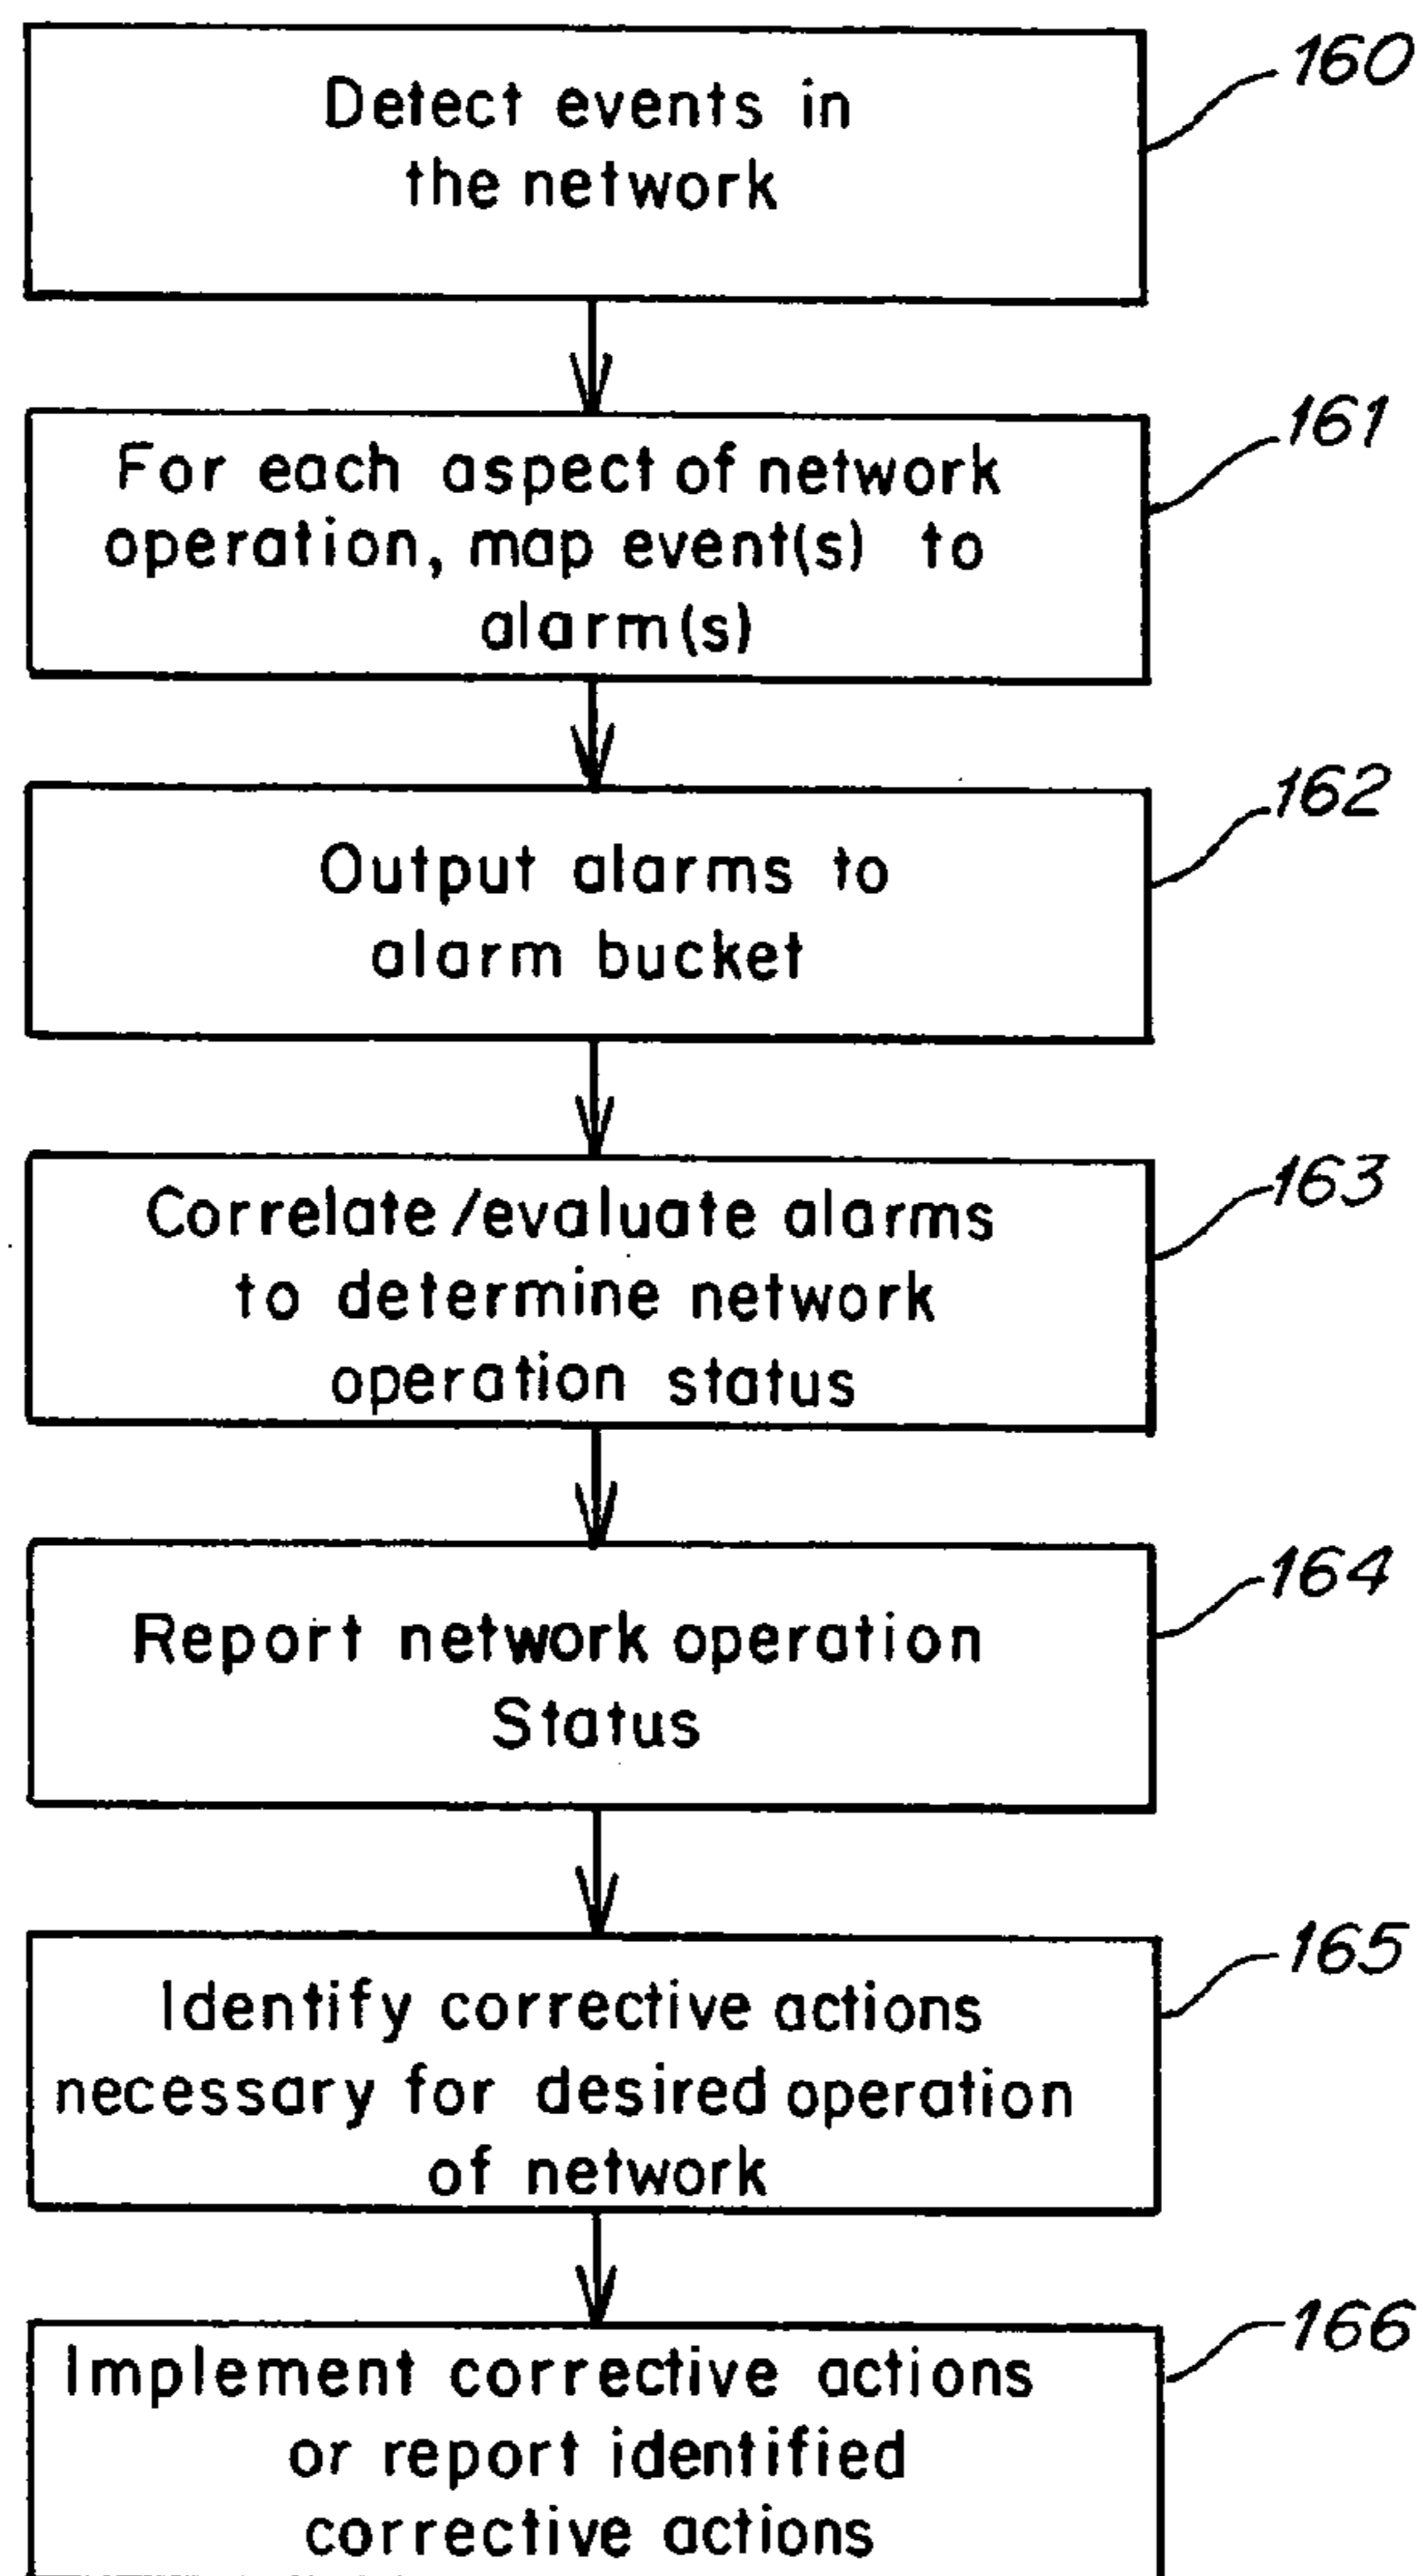 Detect events in
the network
160
For each aspect of network
operation, map event(s) to
alarm(s)
161
Output alarms to
alarm bucket
162
Correlate/evaluate alarms
to determine network
operation status
163
Report network operation
Status
164
Identify corrective actions
necessary for desired operation
of network
165
Implement corrective actions
or report identified
corrective actions
166